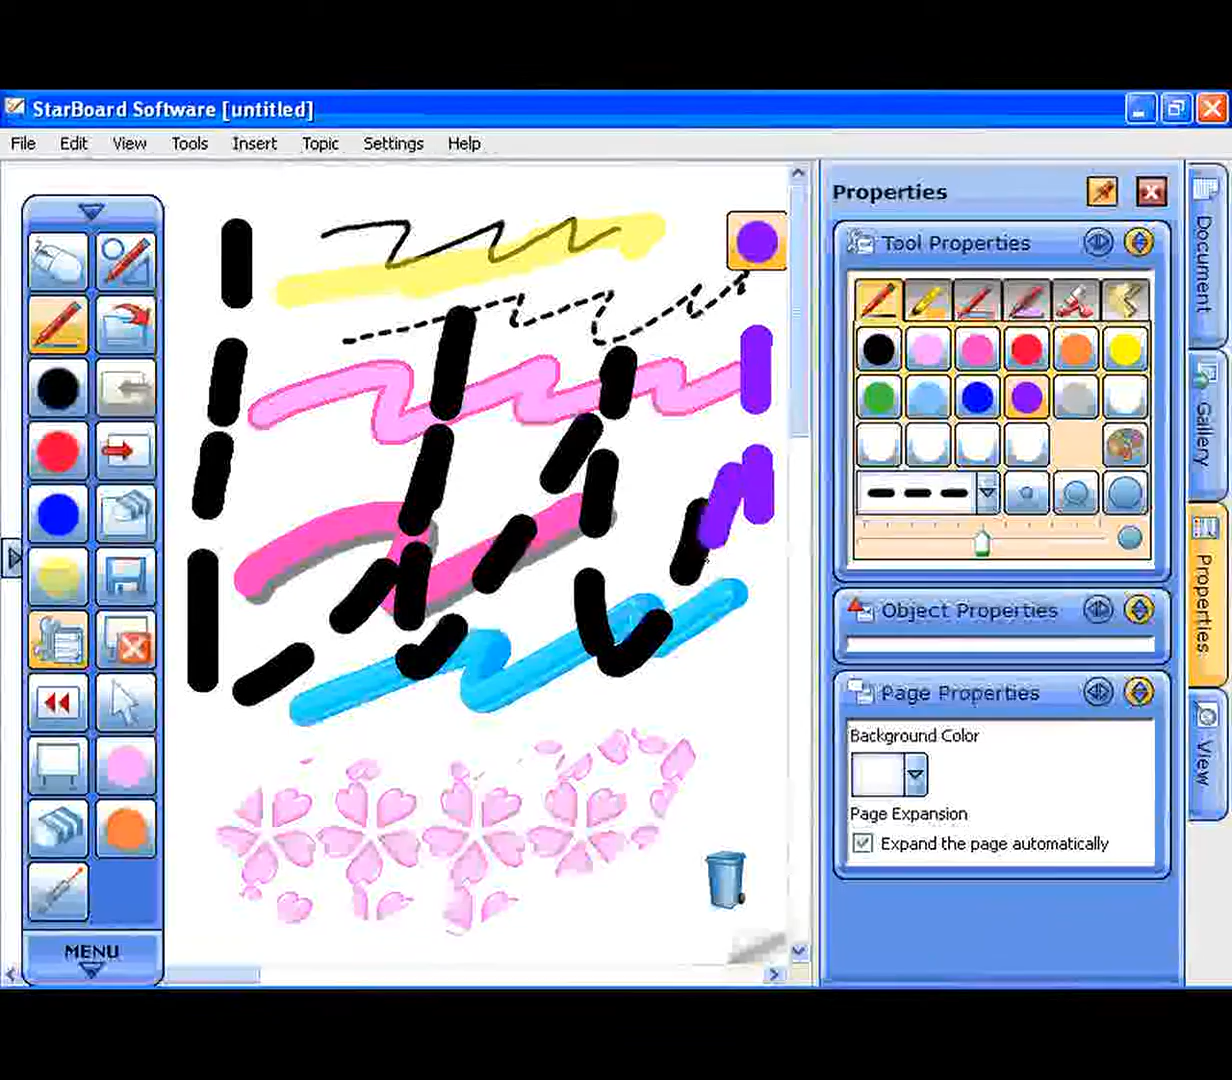 StarBoard Software [untitled]
File Edit View Tools Insert Topic Settings Help
Properties
Tool Properties
Object Properties
Page Properties
Background Color
Page Expansion
Expand the page automatically
Document
Gallery
Properties
View
MENU